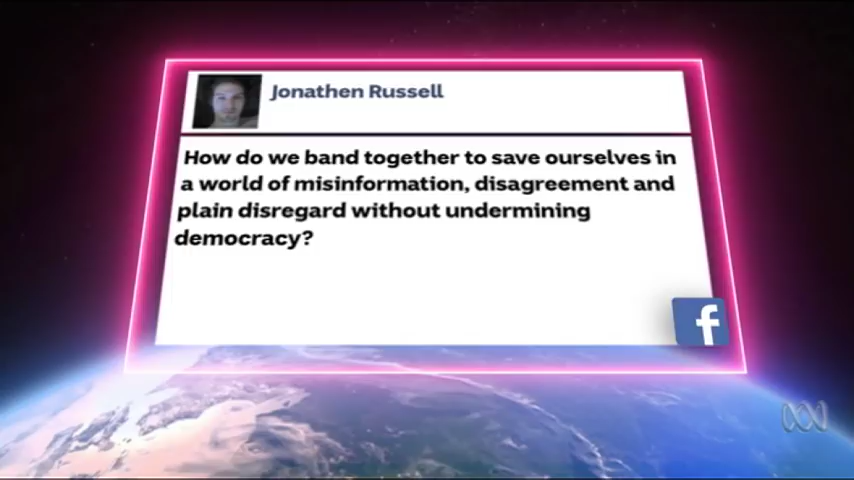 Jonathen Russell
How do we band together to save ourselves in
a world of misinformation, disagreement and
plain disregard without undermining
democracy?
f